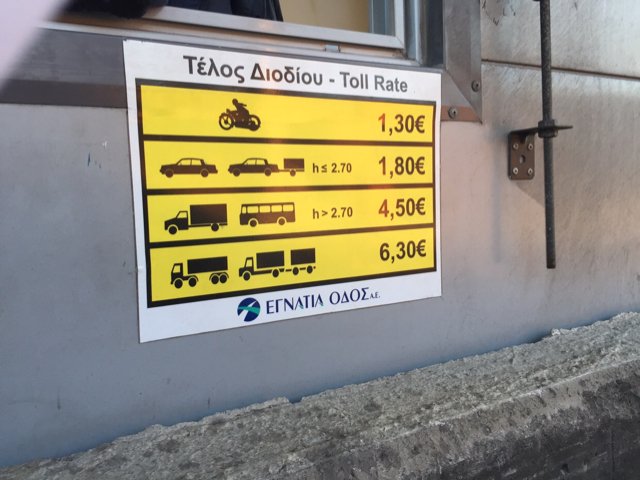 Τέλος Διοδίου - Toll Rate
1,30€
h ≤ 2.70 1,80€
h > 2.70 4,50€
6,30€
ΕΓΝΑΤΙΑ ΟΔΟΣ Α.Ε.